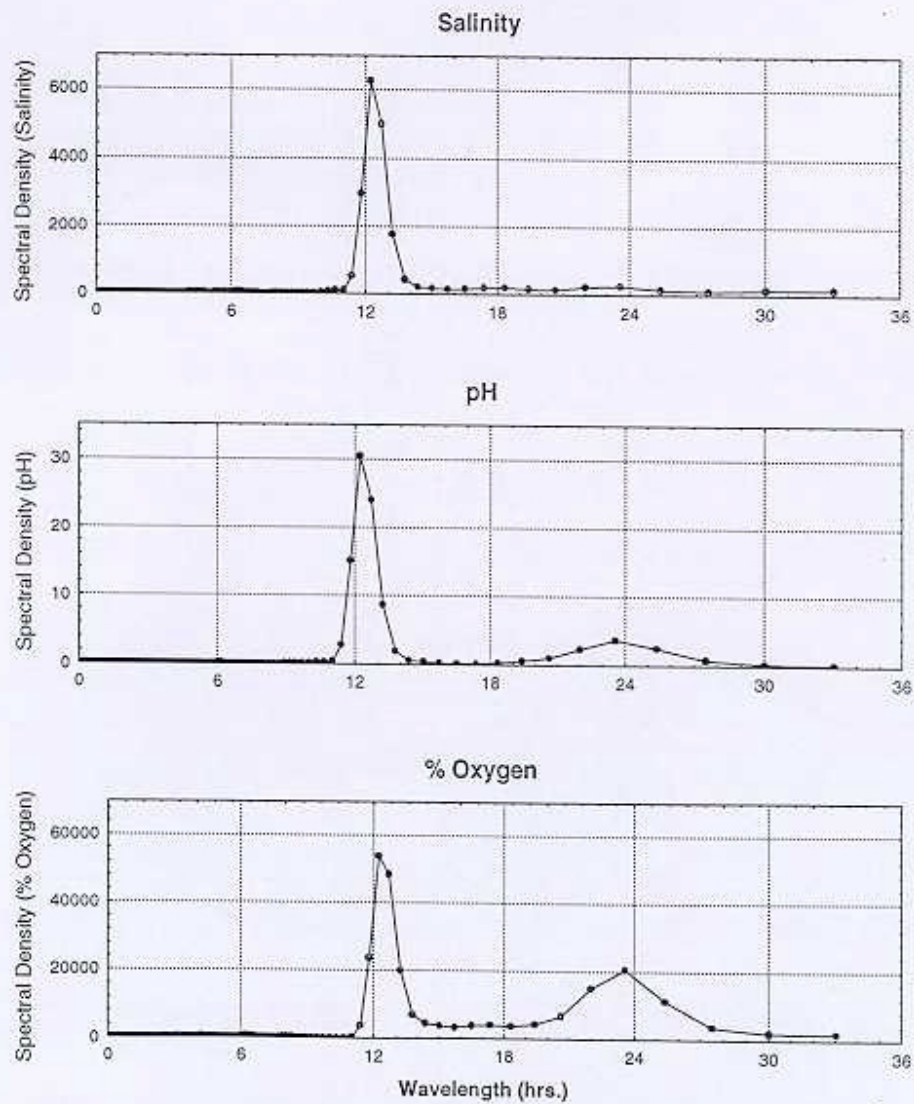 Salinity
Spectral Density (Salinity)
6000
4000
2000
0
0 6 12 18 24 30 36
pH
Spectral Density (pH)
30
20
10
0
0 6 12 18 24 30 36
% Oxygen
Spectral Density (% Oxygen)
60000
40000
20000
0
0 6 12 18 24 30 36
Wavelength (hrs.)